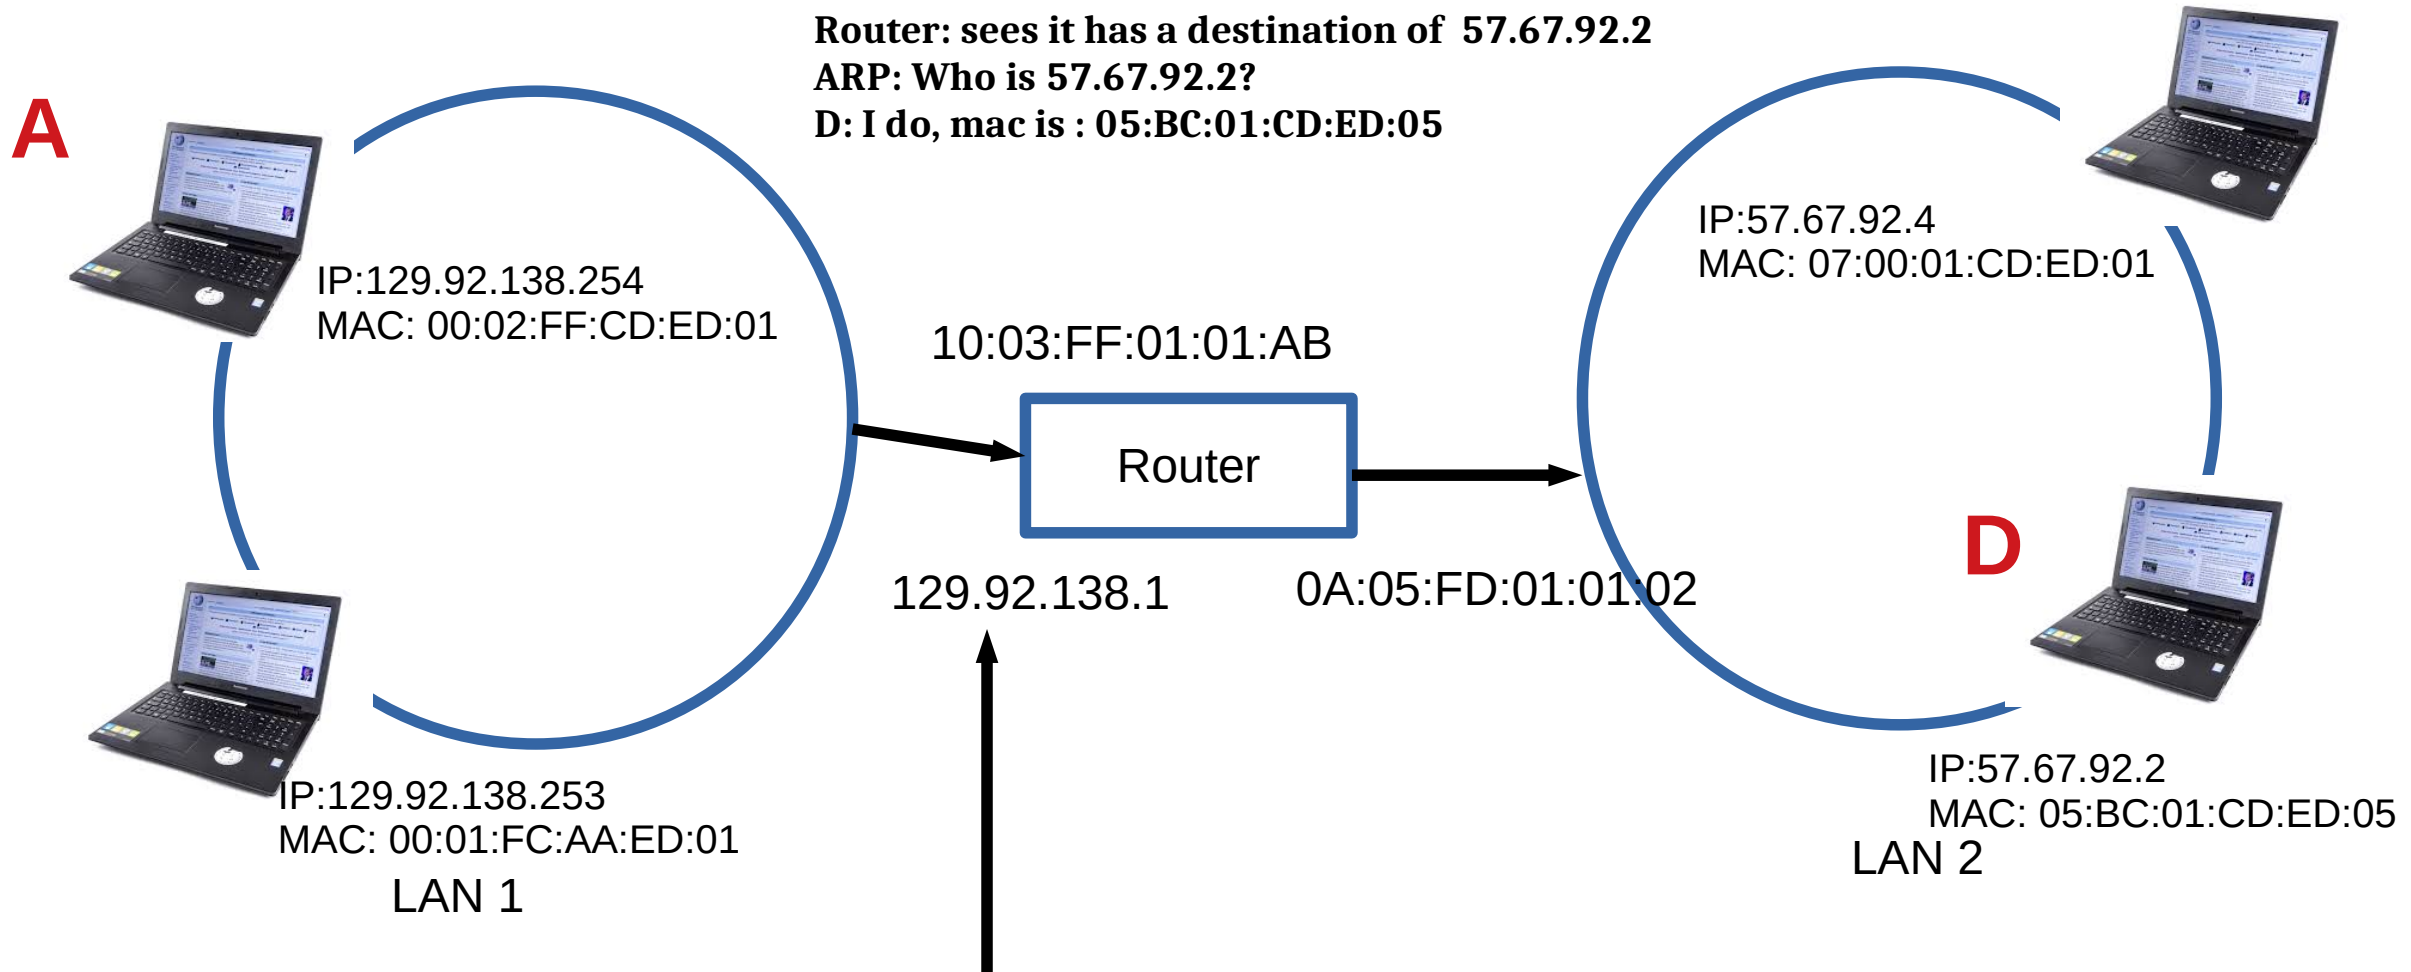 Router: sees it has a destination of 57.67.92.2
ARP: Who is 57.67.92.2?
D: I do, mac is : 05:BC:01:CD:ED:05
A
IP:129.92.138.254
MAC: 00:02:FF:CD:ED:01
IP:57.67.92.4
MAC: 07:00:01:CD:ED:01
10:03:FF:01:01:AB
Router
129.92.138.1
0A:05:FD:01:01:02
D
IP:129.92.138.253
MAC: 00:01:FC:AA:ED:01
LAN 1
IP:57.67.92.2
MAC: 05:BC:01:CD:ED:05
LAN 2